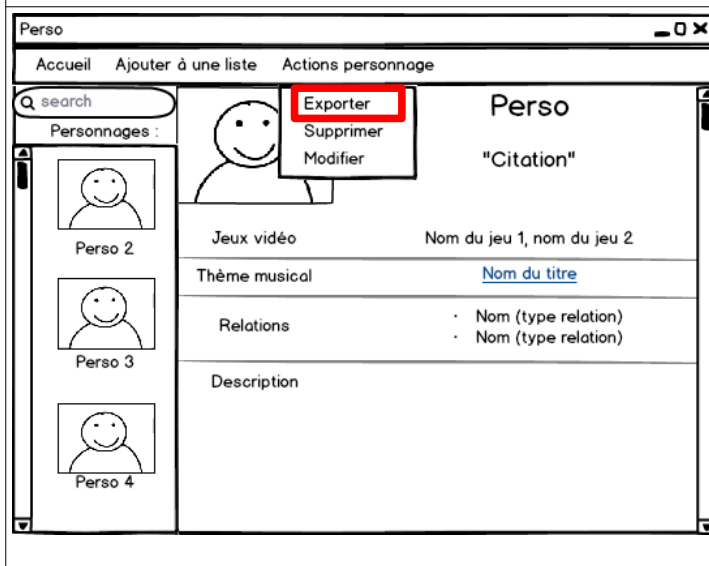 Perso
Accueil Ajouter à une liste Actions personnage
search
Personnages :
Exporter
Supprimer
Modifier
Perso
"Citation"
Perso 2
Perso 3
Perso 4
Jeux vidéo Nom du jeu 1, nom du jeu 2
Thème musical Nom du titre
Relations
· Nom (type relation)
· Nom (type relation)
Description